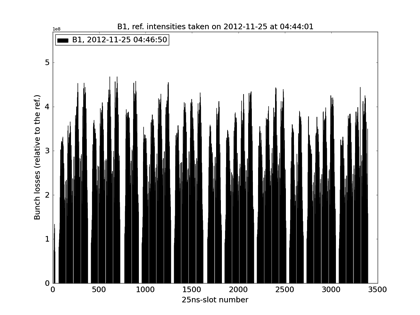 B1, ref. intensities taken on 2012-11-25 at 04:44:01
1e8
B1, 2012-11-25 04:46:50
Bunch losses (relative to the ref.)
5
4
3
2
1
0
0 500 1000 1500 2000 2500 3000 3500
25ns-slot number